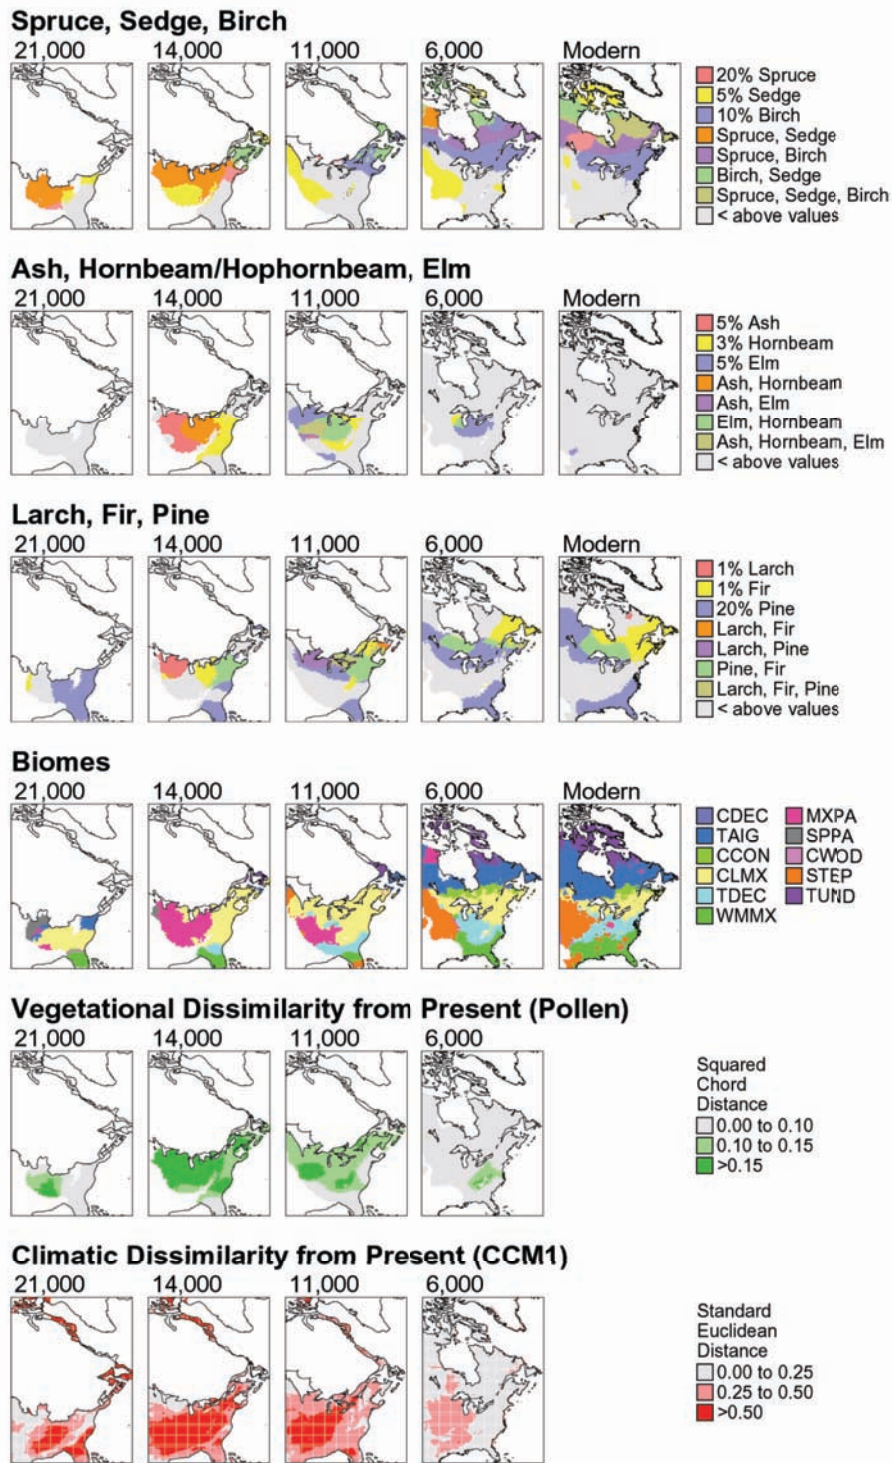 Spruce, Sedge, Birch
21,000 14,000 11,000 6,000 Modern
20% Spruce
5% Sedge
10% Birch
Spruce, Sedge
Spruce, Birch
Birch, Sedge
Spruce, Sedge, Birch
< above values
Ash, Hornbeam/Hophornbeam, Elm
21,000 14,000 11,000 6,000 Modern
5% Ash
3% Hornbeam
5% Elm
Ash, Hornbeam
Ash, Elm
Elm, Hornbeam
Ash, Hornbeam, Elm
< above values
Larch, Fir, Pine
21,000 14,000 11,000 6,000 Modern
1% Larch
1% Fir
20% Pine
Larch, Fir
Larch, Pine
Pine, Fir
Larch, Fir, Pine
< above values
Biomes
21,000 14,000 11,000 6,000 Modern
CDEC MXPA
TAIG SPPA
CCON CWOD
CLMX STEP
TDEC TUND
WMMX
Vegetational Dissimilarity from Present (Pollen)
21,000 14,000 11,000 6,000
Squared
Chord
Distance
0.00 to 0.10
0.10 to 0.15
>0.15
Climatic Dissimilarity from Present (CCM1)
21,000 14,000 11,000 6,000
Standard
Euclidean
Distance
0.00 to 0.25
0.25 to 0.50
>0.50